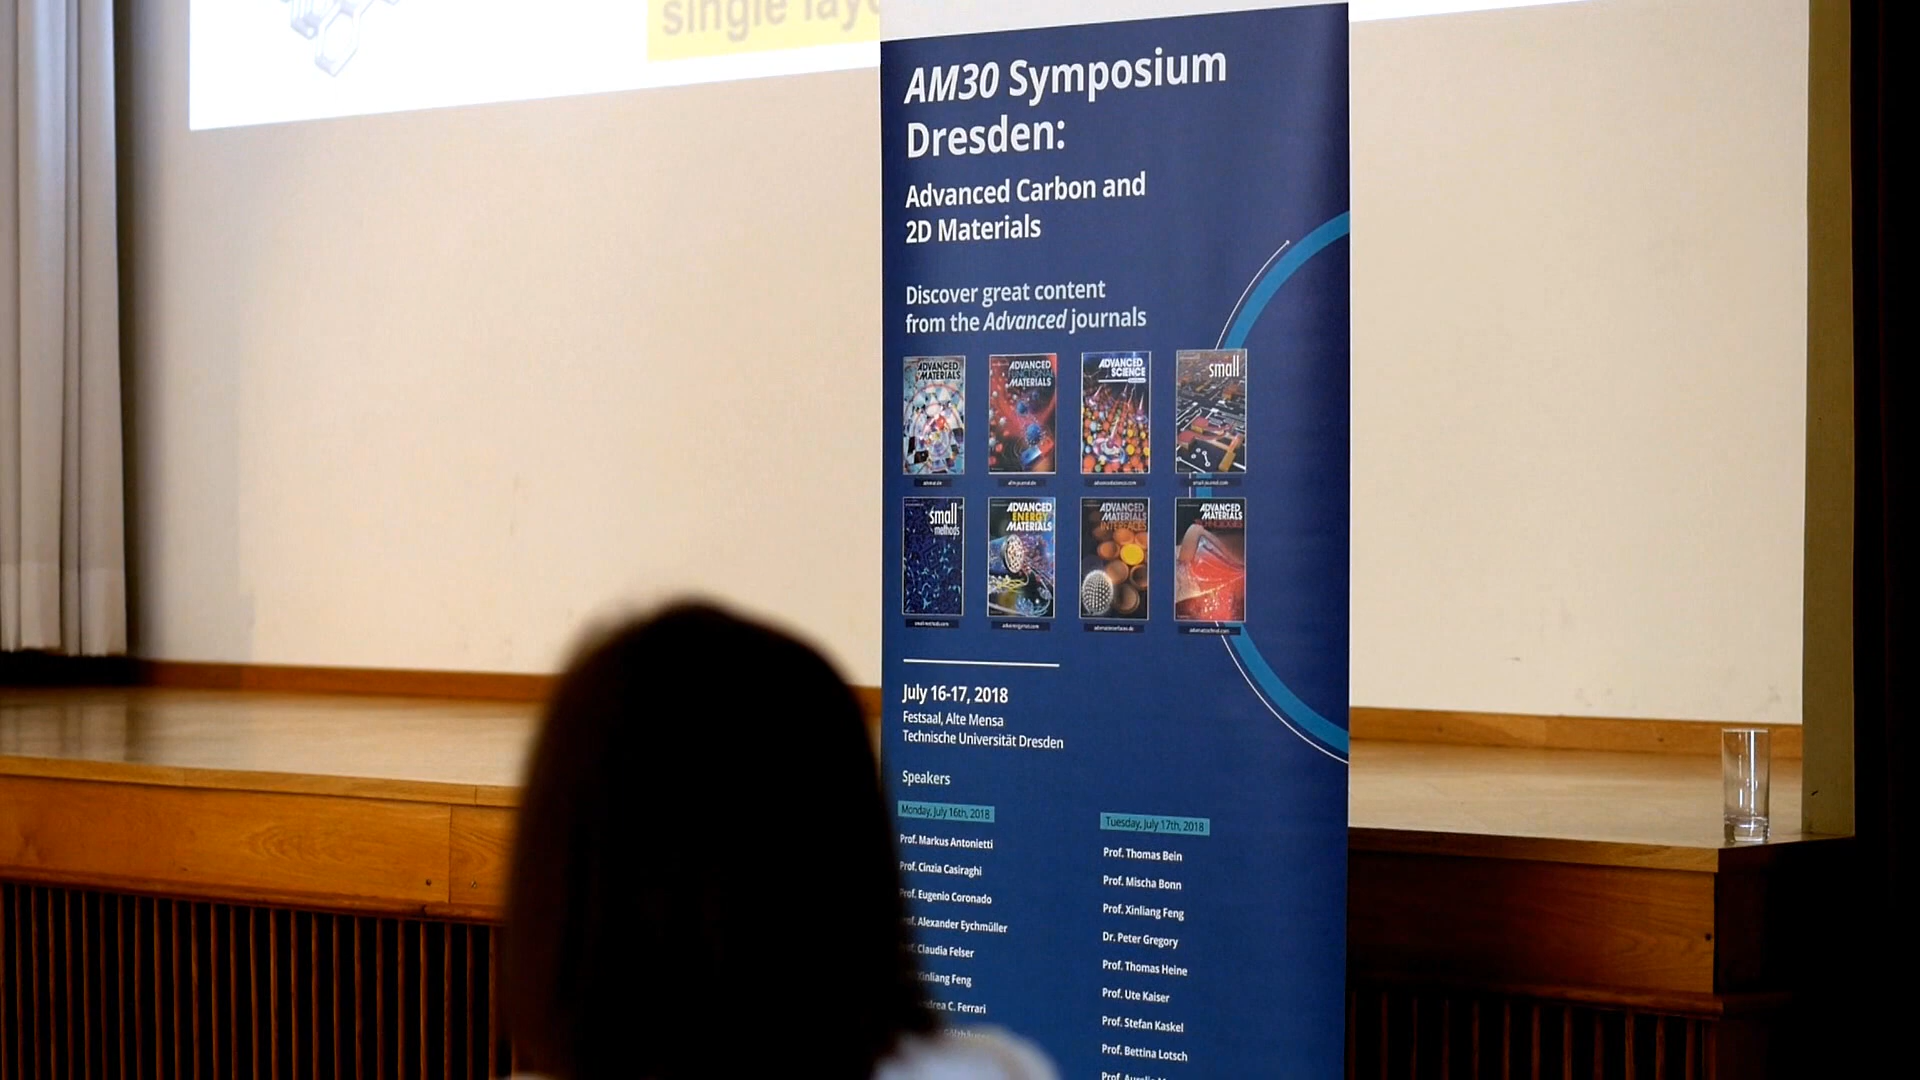 single
AM30 Symposium
Dresden:
Advanced Carbon and
2D Materials
Discover great content
from the Advanced journals
ADVANCED
MATERIALS
ADVANCED
FUNCTIONAL
MATERIALS
ADVANCED
SCIENCE
small
small
methods
ADVANCED
ENERGY
MATERIALS
ADVANCED
MATERIALS
INTERFACES
ADVANCED
MATERIALS
TECHNOLOGIES
July 16-17, 2018
Festsaal, Alte Mensa
Technische Universität Dresden
Speakers
Monday, July 16th, 2018
Prof. Markus Antonietti
Prof. Cinzia Casiraghi
Prof. Eugenio Coronado
Alexander Eychmüller
Claudia Felser
Xinliang Feng
C. Ferrari
Tuesday, July 17th, 2018
Prof. Thomas Bein
Prof. Mischa Bonn
Prof. Xinliang Feng
Dr. Peter Gregory
Prof. Thomas Heine
Prof. Ute Kaiser
Prof. Stefan Kaskel
Prof. Bettina Lotsch
Prof.